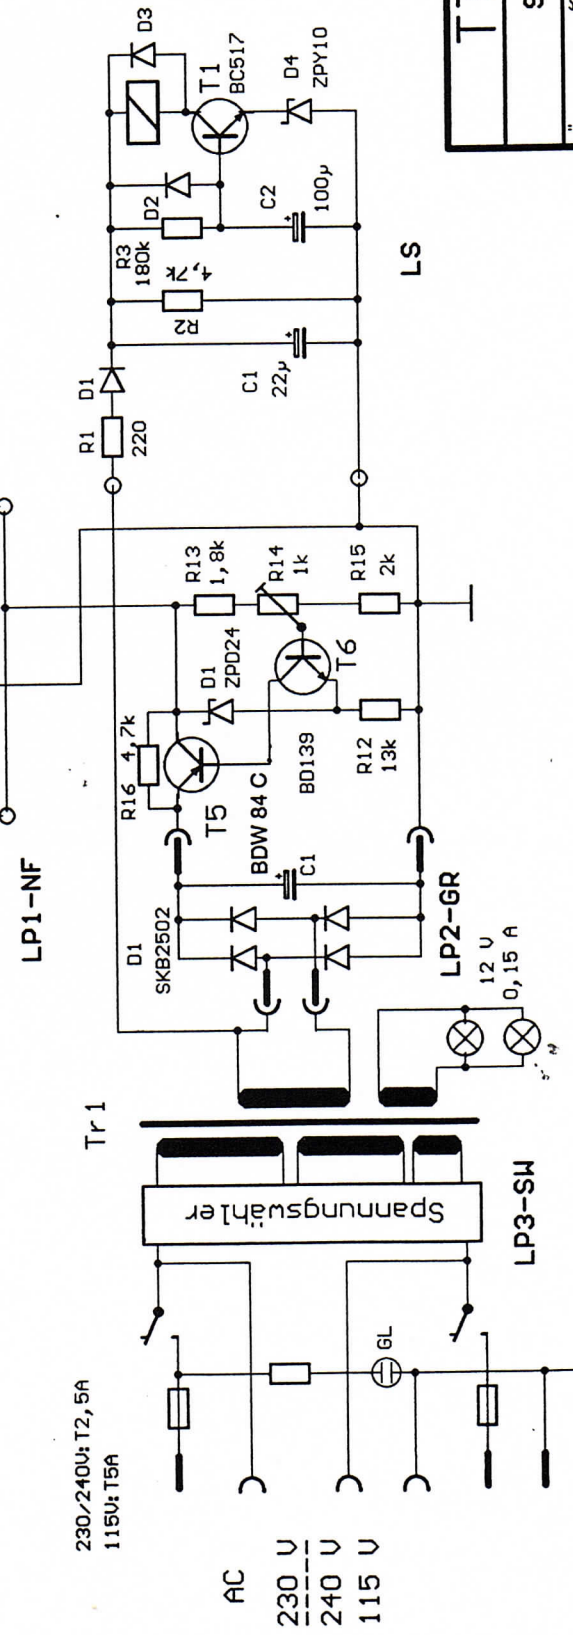 D3
T1
BC517
D4
ZPY10
D2
R3
180k
C2
100µ
R2
4,7k
C1
22µ
LS
D1
R1
220
R13
1,8k
R14
1k
R15
2k
D1
ZPD24
T6
BD139
R12
13k
R16
4,7k
T5
BDW 84 C
C1
D1
SKB2502
LP1-NF
LP2-GR
12 V
0,15 A
Tr1
Spannungswähler
LP3-SW
GL
230/240V:T2,5A
115V:T5A
AC
230 V
240 V
115 V